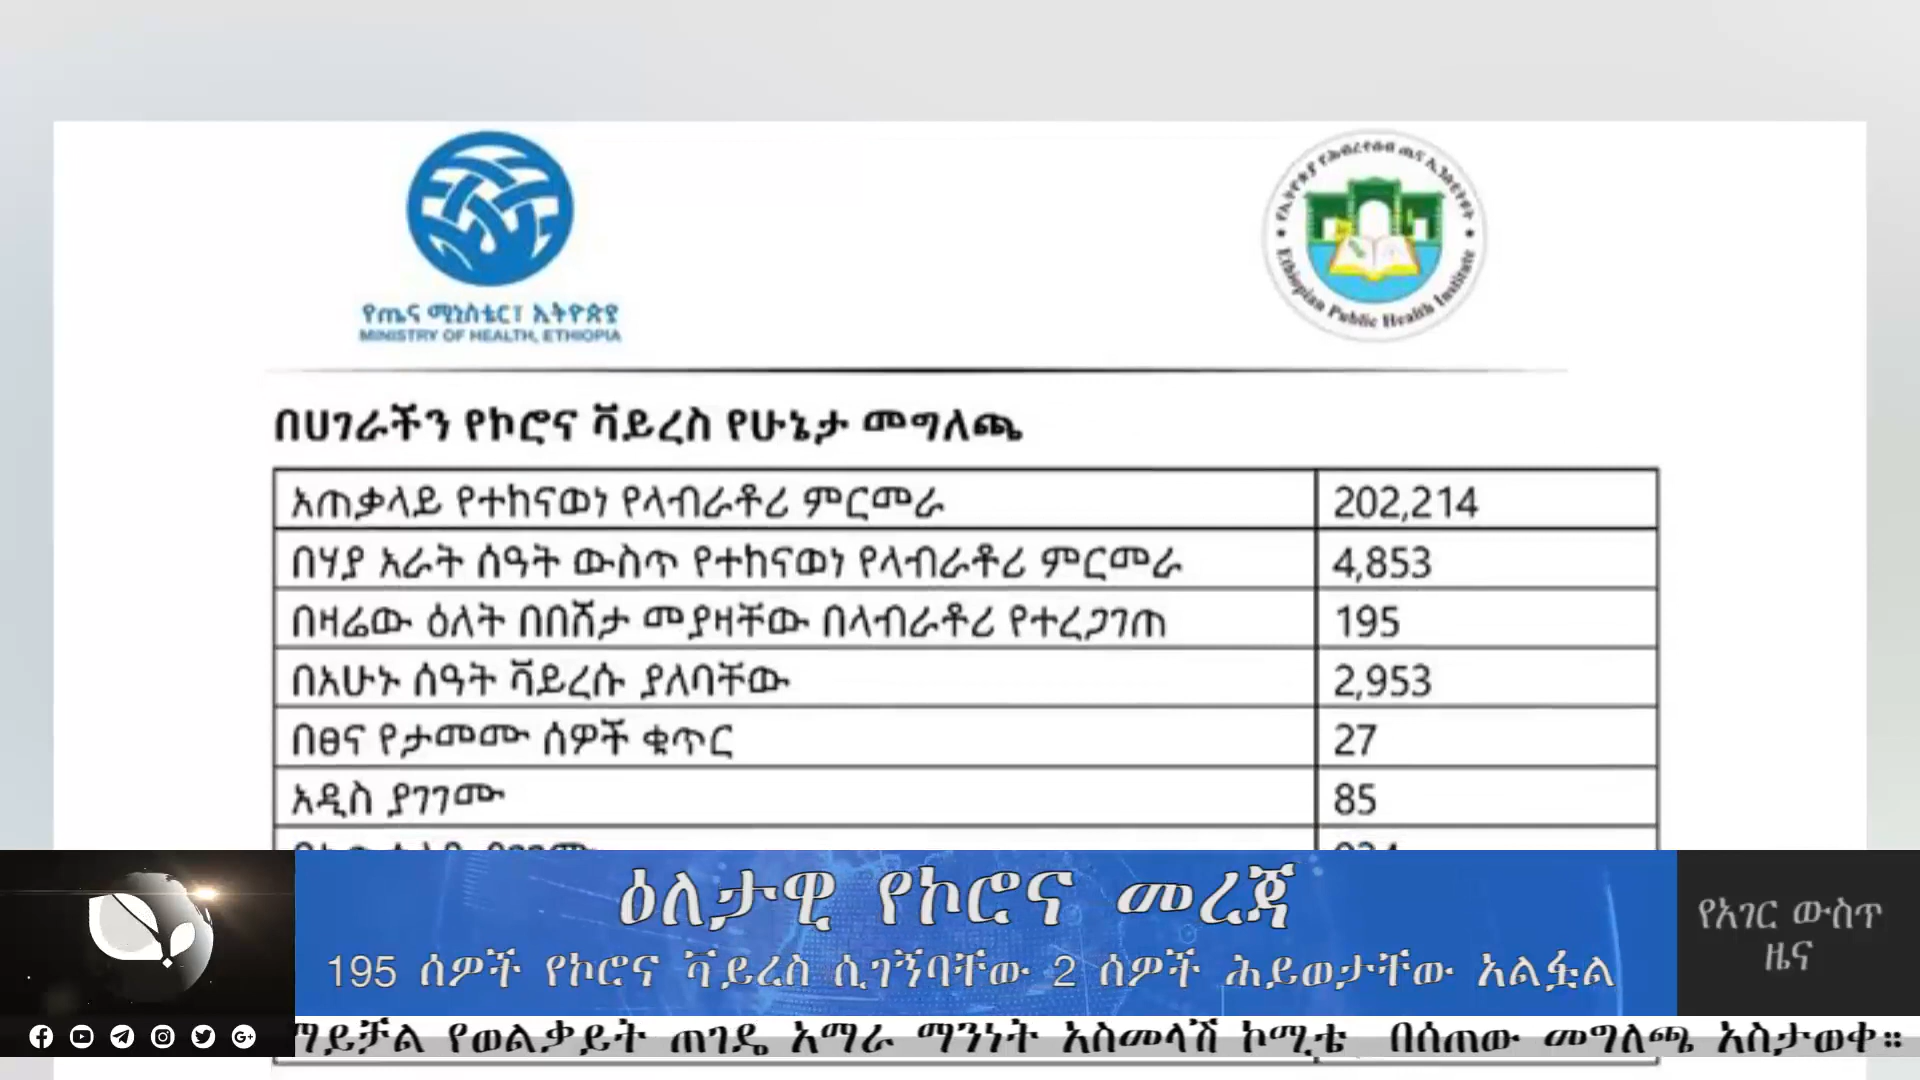 የጤና ሚኒስቴር፣ ኢትዮጵያ
MINISTRY OF HEALTH, ETHIOPIA
Ethiopian Public Health Institute
በሀገራችን የኮሮና ቫይረስ የሁኔታ መግለጫ
አጠቃላይ የተከናወነ የላብራቶሪ ምርመራ 202,214
በሃያ አራት ሰዓት ውስጥ የተከናወነ የላብራቶሪ ምርመራ 4,853
በዛሬው ዕለት በበሽታ መያዛቸው በላብራቶሪ የተረጋገጠ 195
በአሁኑ ሰዓት ቫይረሱ ያለባቸው 2,953
በፀና የታመሙ ሰዎች ቁጥር 27
አዲስ ያገገሙ 85
ዕለታዊ የኮሮና መረጃ
195 ሰዎች የኮሮና ቫይረስ ሲገኝባቸው 2 ሰዎች ሕይወታቸው አልፏል
የአገር ውስጥ
ዜና
ማይቻል የወልቃይት ጠገዴ አማራ ማንነት አስመላሽ ኮሚቴ በሰጠው መግለጫ አስታወቀ።